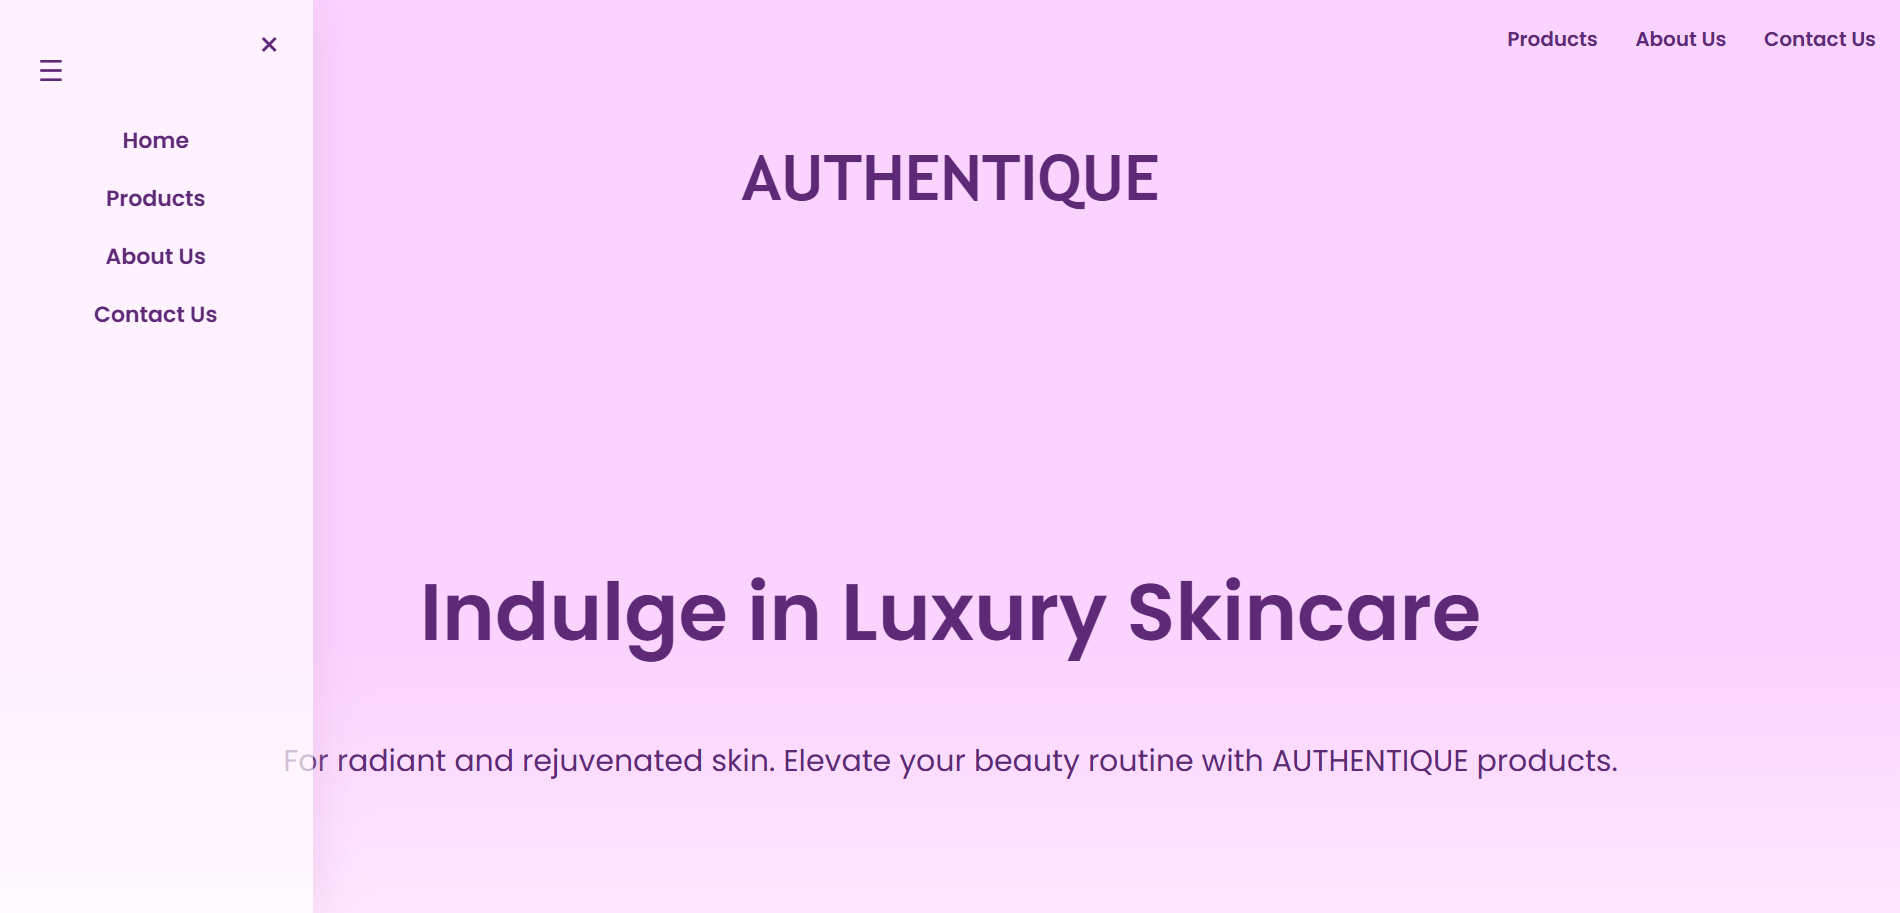 Products About Us Contact Us
×
☰
Home
Products
About Us
Contact Us
AUTHENTIQUE
Indulge in Luxury Skincare
For radiant and rejuvenated skin. Elevate your beauty routine with AUTHENTIQUE products.